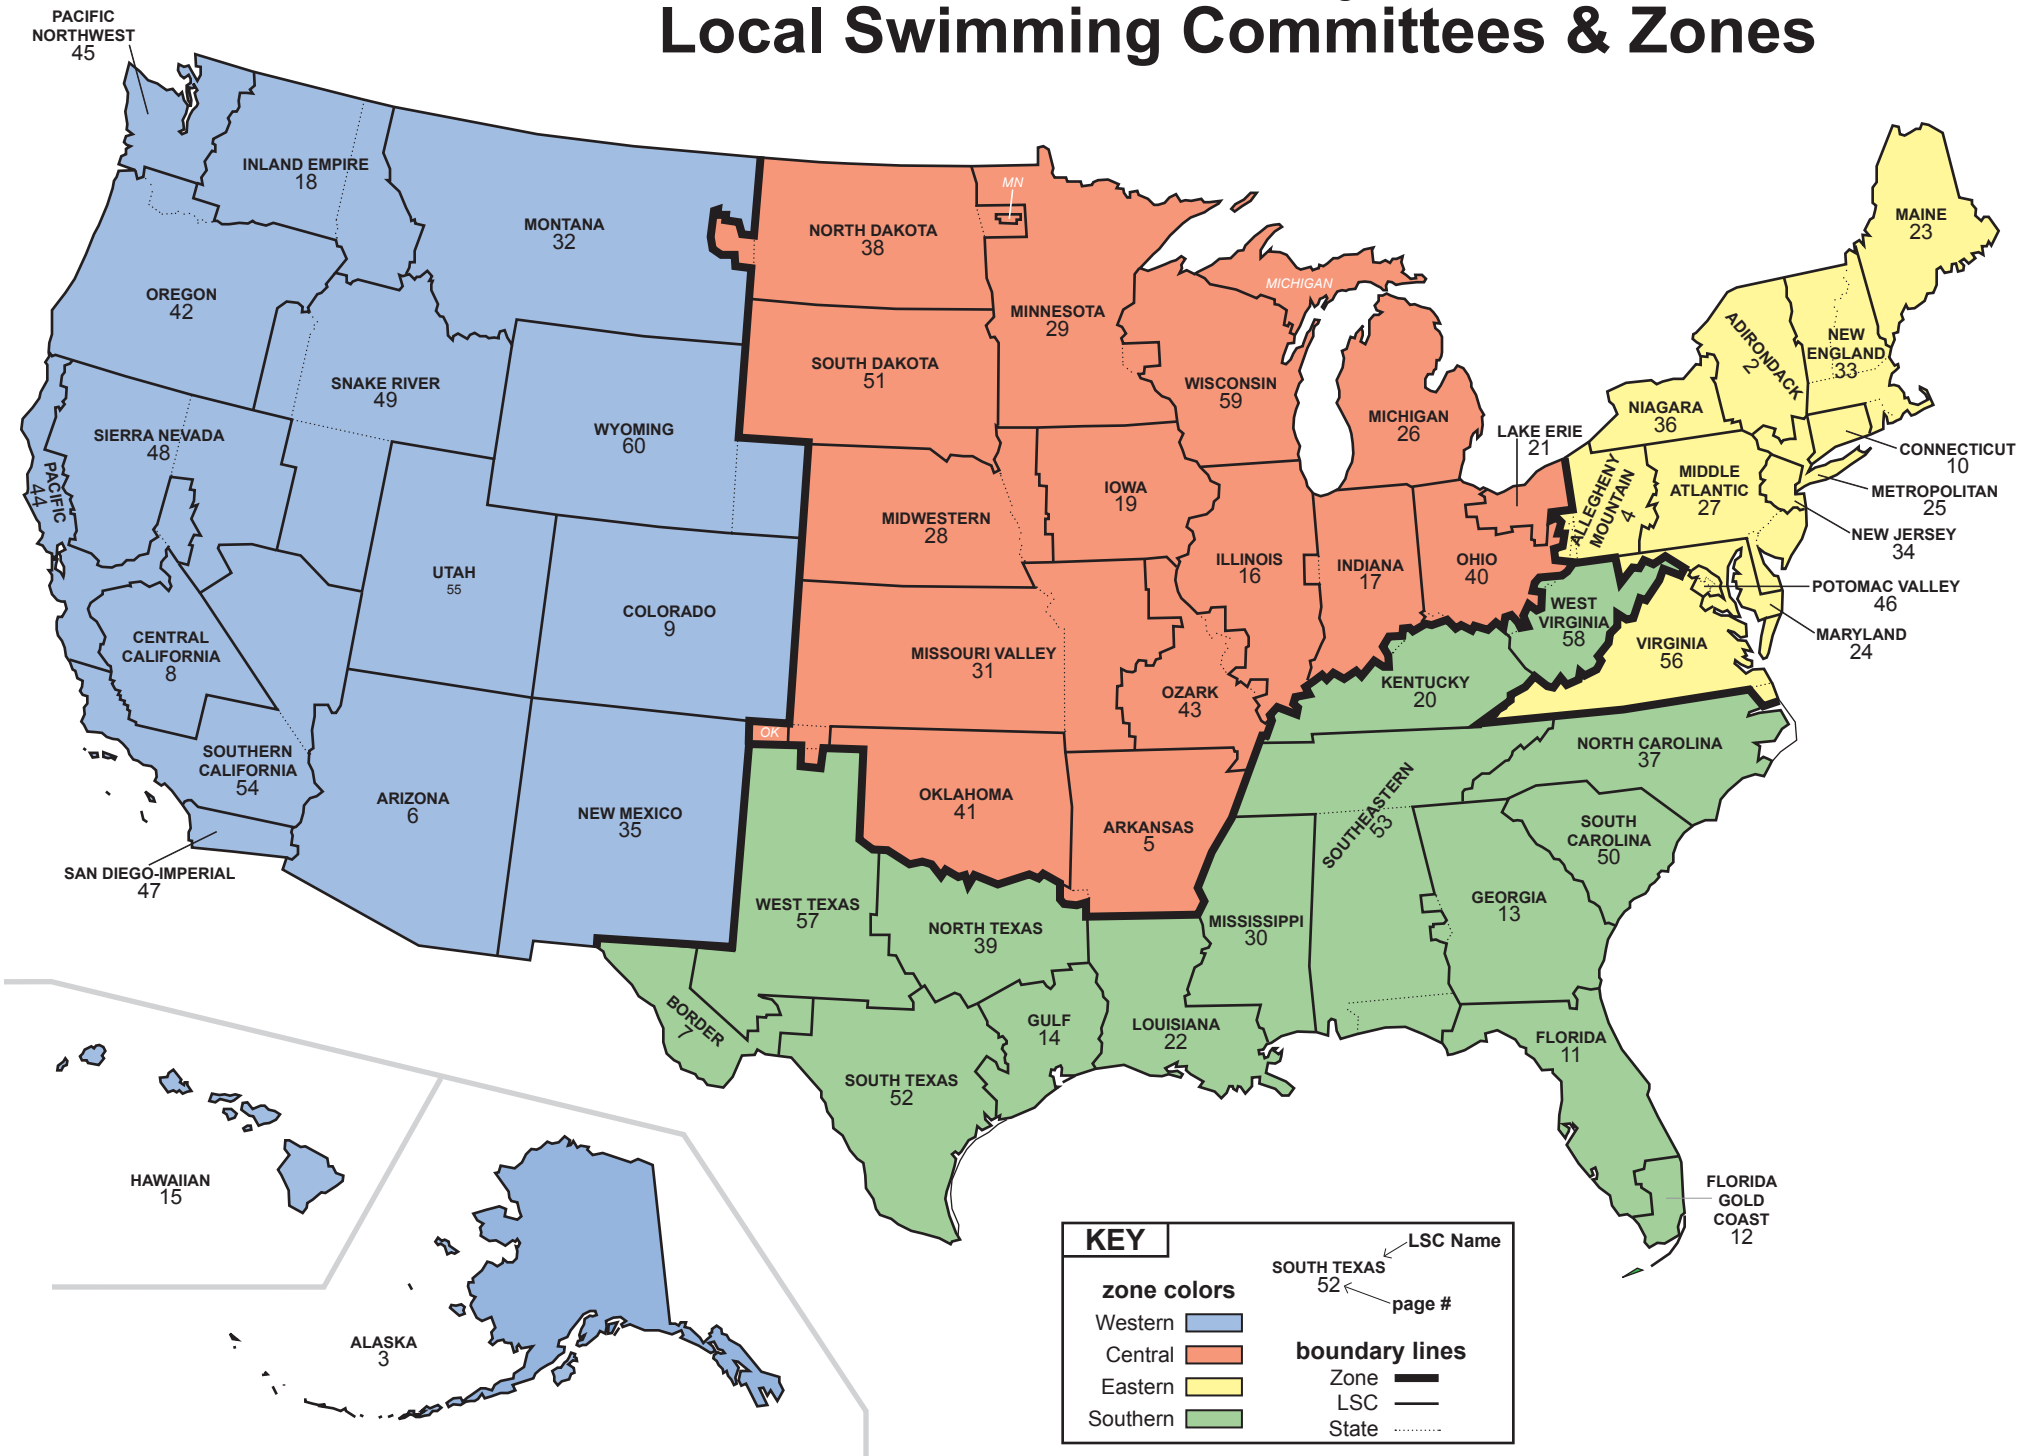 Local Swimming Committees & Zones
PACIFIC
NORTHWEST
45
INLAND EMPIRE
18
MONTANA
32
OREGON
42
SNAKE RIVER
49
WYOMING
60
SIERRA NEVADA
48
PACIFIC
44
UTAH
55
COLORADO
9
CENTRAL
CALIFORNIA
8
SOUTHERN
CALIFORNIA
54
SAN DIEGO-IMPERIAL
47
ARIZONA
6
NEW MEXICO
35
HAWAIIAN
15
ALASKA
3
NORTH DAKOTA
38
MN
MINNESOTA
29
SOUTH DAKOTA
51
MICHIGAN
WISCONSIN
59
MICHIGAN
26
LAKE ERIE
21
IOWA
19
MIDWESTERN
28
ILLINOIS
16
INDIANA
17
OHIO
40
MISSOURI VALLEY
31
OZARK
43
OK
OKLAHOMA
41
ARKANSAS
5
MAINE
23
ADIRONDACK
2
NEW
ENGLAND
33
NIAGARA
36
CONNECTICUT
10
ALLEGHENY
MOUNTAIN
4
MIDDLE
ATLANTIC
27
METROPOLITAN
25
NEW JERSEY
34
POTOMAC VALLEY
46
MARYLAND
24
VIRGINIA
56
WEST
VIRGINIA
58
KENTUCKY
20
NORTH CAROLINA
37
SOUTHEASTERN
53
SOUTH
CAROLINA
50
GEORGIA
13
MISSISSIPPI
30
WEST TEXAS
57
NORTH TEXAS
39
BORDER
7
GULF
14
LOUISIANA
22
SOUTH TEXAS
52
FLORIDA
11
FLORIDA
GOLD
COAST
12
KEY
LSC Name
SOUTH TEXAS
52
page #
zone colors
Western
Central
Eastern
Southern
boundary lines
Zone
LSC
State